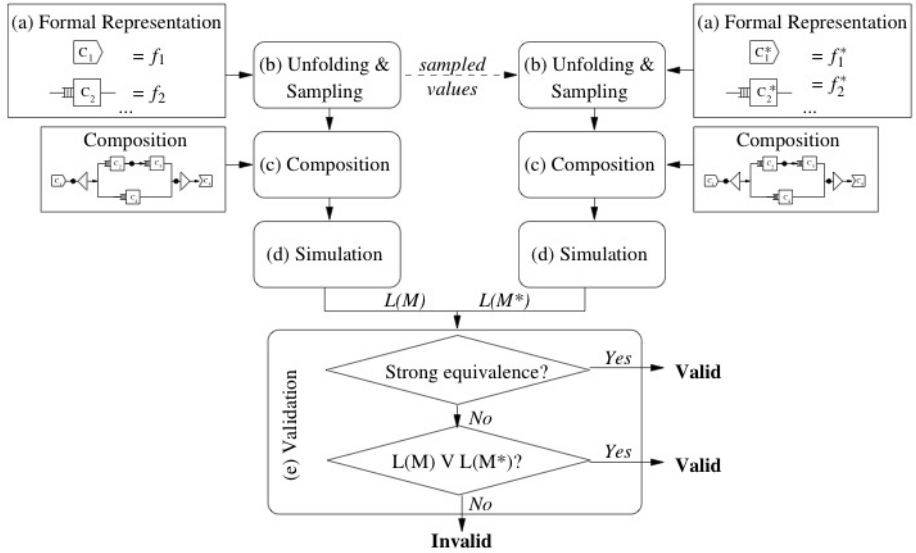 (a) Formal Representation
C1 = f1
C2 = f2
...
Composition
(b) Unfolding &
Sampling
(c) Composition
(d) Simulation
sampled
values
(b) Unfolding &
Sampling
(c) Composition
(d) Simulation
(a) Formal Representation
C1* = f1*
C2* = f2*
...
Composition
L(M) L(M*)
(e) Validation
Strong equivalence?
Yes
Valid
No
L(M) V L(M*)?
Yes
Valid
No
Invalid